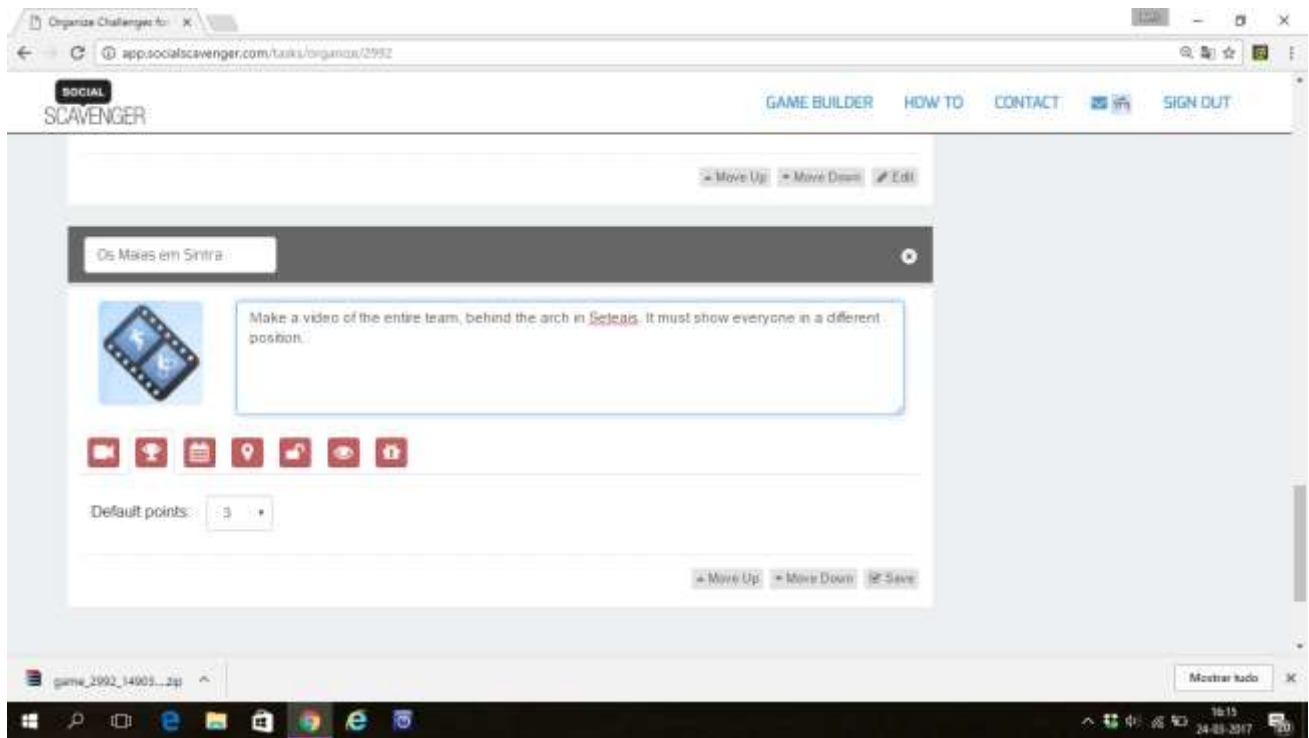 Organize Challenges for
app.socialscavenger.com/tasks/organize/2992
SOCIAL
SCAVENGER
GAME BUILDER HOW TO CONTACT SIGN OUT
Move Up Move Down Edit
Os Maias em Sintra
Make a video of the entire team, behind the arch in Seteais. It must show everyone in a different
position.
Default points: 3
Move Up Move Down Save
game_2992_14903....zip
Mostrar tudo
16:15
24-03-2017